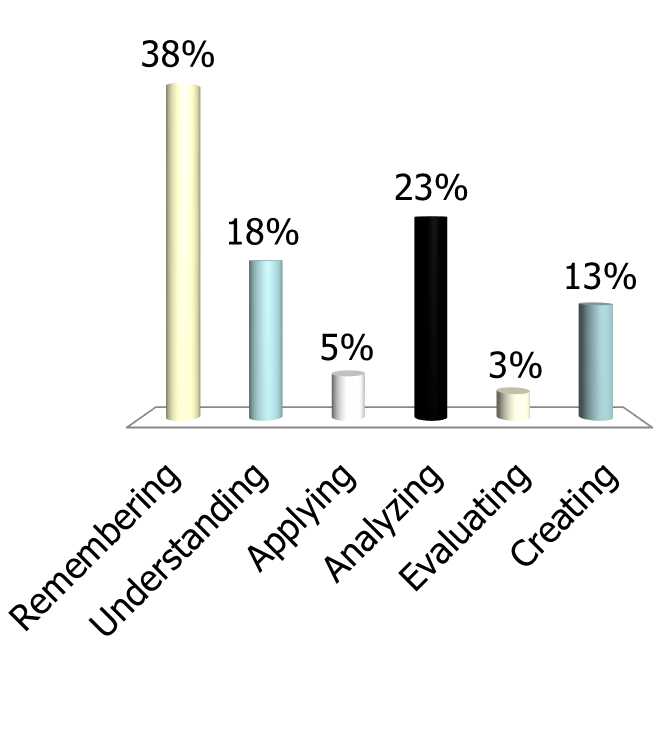 38%
18%
5%
23%
3%
13%
Remembering
Understanding
Applying
Analyzing
Evaluating
Creating